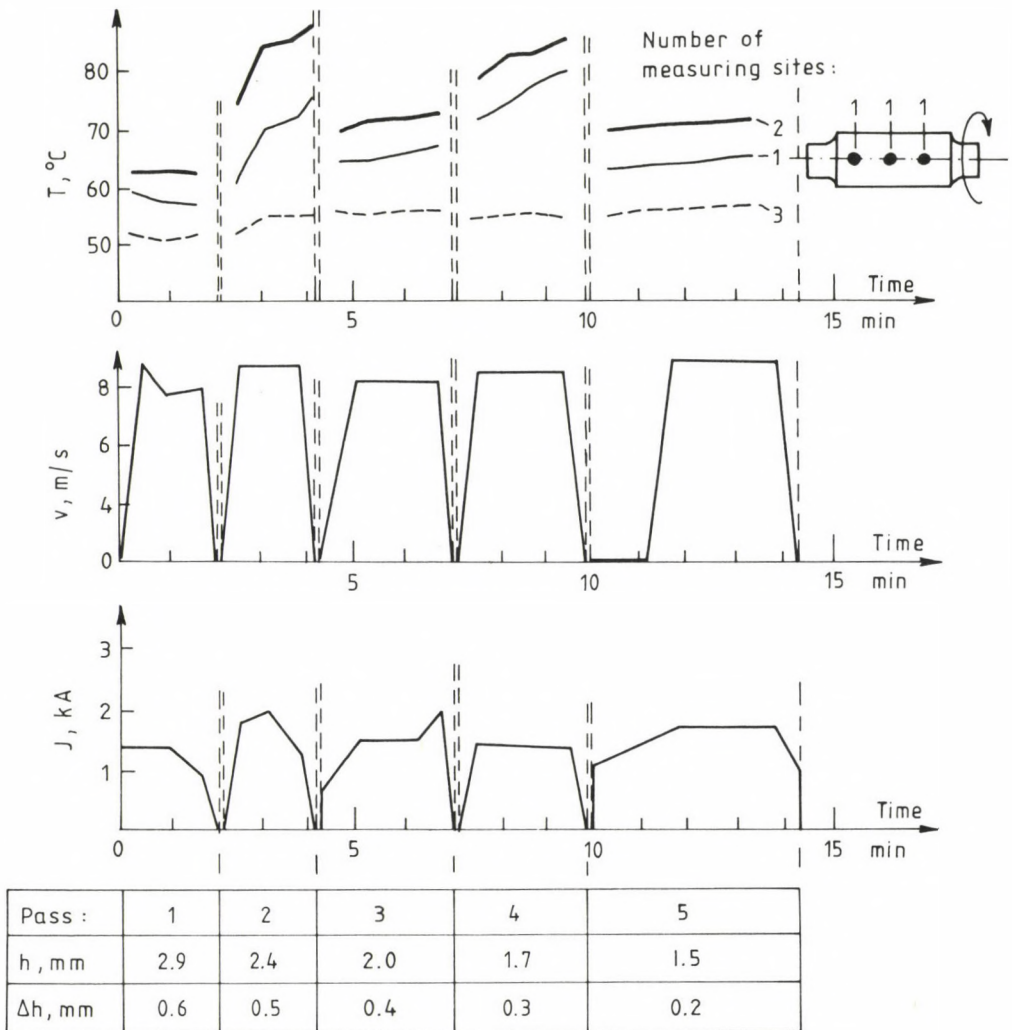 T, °C
80
70
60
50
Number of
measuring sites:
1 1 1
2
1
3
Time
0 5 10 15 min
v, m/s
8
6
4
0
Time
5 10 15 min
J, kA
3
2
1
Time
0 5 10 15 min
Pass: 1 2 3 4 5
h, mm 2.9 2.4 2.0 1.7 1.5
Δh, mm 0.6 0.5 0.4 0.3 0.2